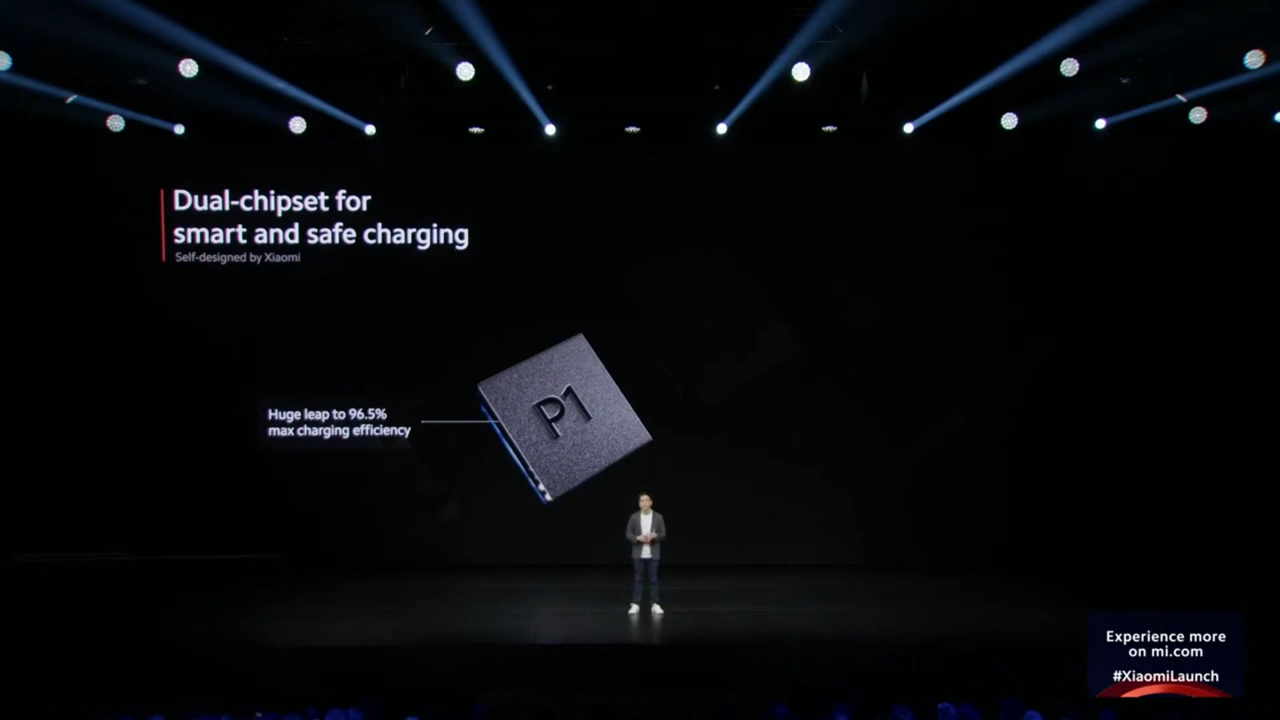 Dual-chipset for
smart and safe charging
Self-designed by Xiaomi
P1
Huge leap to 96.5%
max charging efficiency
Experience more
on mi.com
#XiaomiLaunch